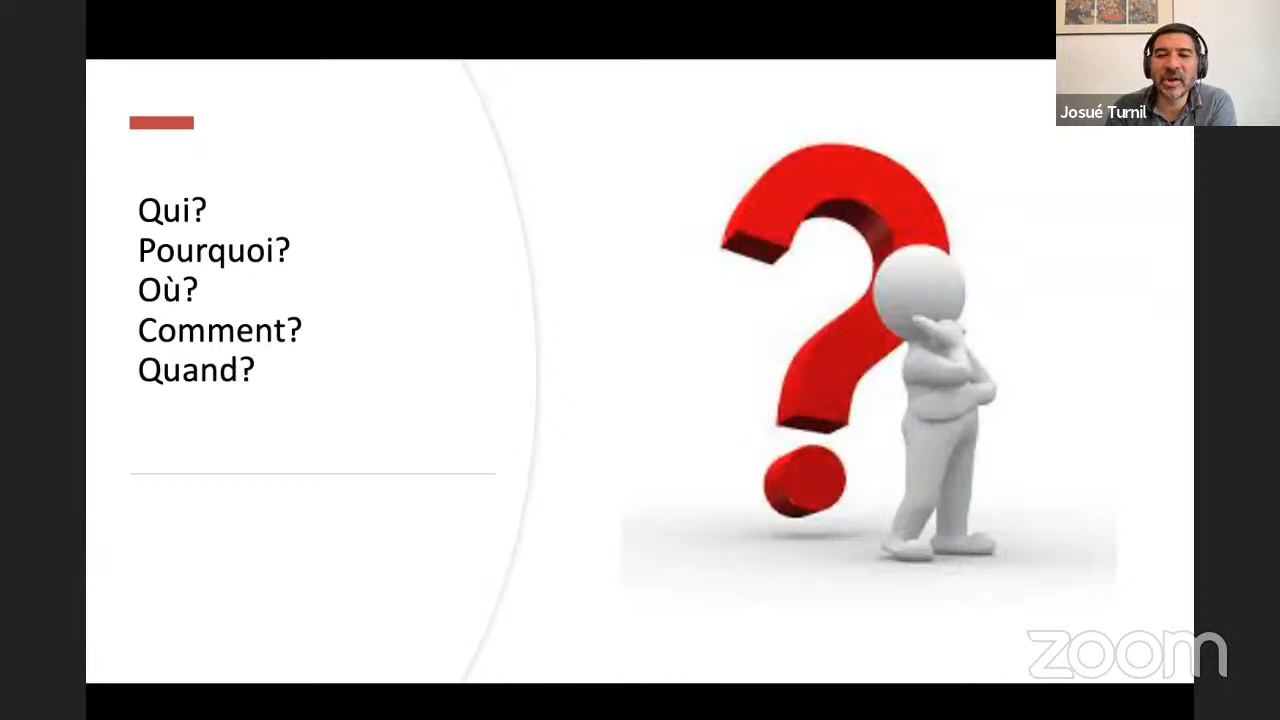 Qui?
Pourquoi?
Où?
Comment?
Quand?
Josué Turnil
zoom